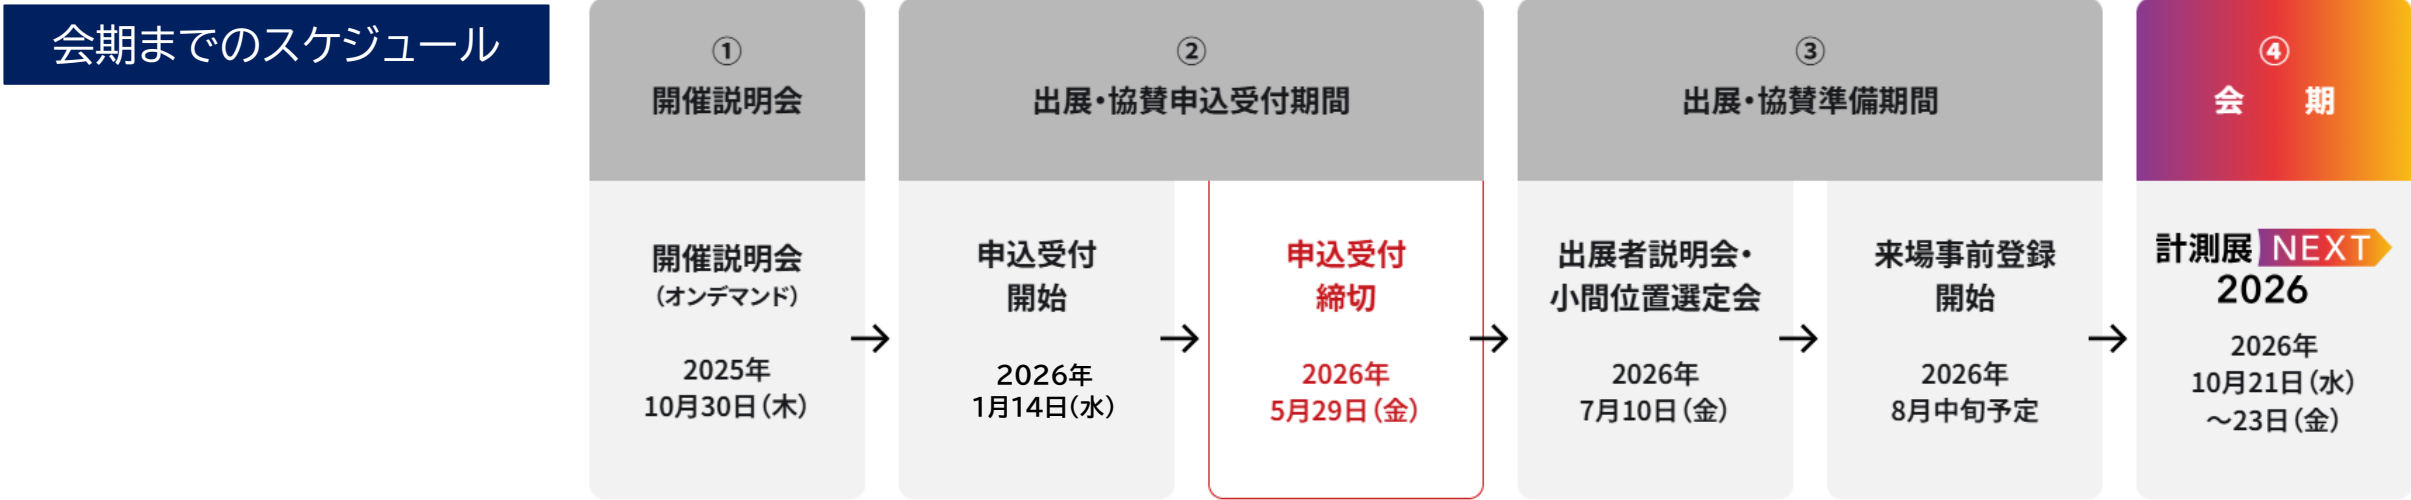 会期までのスケジュール
①
開催説明会
開催説明会
（オンデマンド）
2025年
10月30日（木）
②
出展・協賛申込受付期間
申込受付
開始
2026年
1月14日（水）
申込受付
締切
2026年
5月29日（金）
③
出展・協賛準備期間
出展者説明会・
小間位置選定会
2026年
7月10日（金）
来場事前登録
開始
2026年
8月中旬予定
④
会　期
計測展 NEXT
2026
2026年
10月21日（水）
～23日（金）